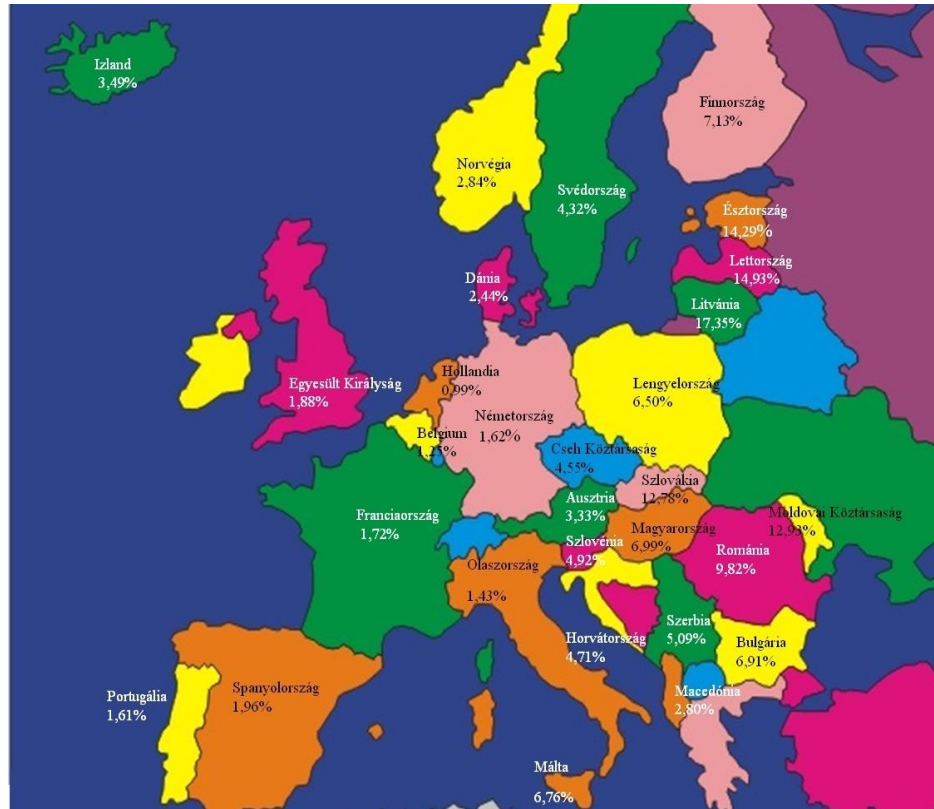 Izland
3,49%
Finnország
7,13%
Norvégia
2,84%
Svédország
4,32%
Észtország
14,29%
Lettország
14,93%
Dánia
2,44%
Litvánia
17,35%
Hollandia
0,99%
Egyesült Királyság
1,88%
Lengyelország
6,50%
Németország
1,62%
Belgium
1,25%
Cseh Köztársaság
4,55%
Szlovákia
12,78%
Ausztria
3,33%
Franciaország
1,72%
Moldovai Köztársaság
12,93%
Magyarország
6,99%
Szlovénia
4,92%
Románia
9,82%
Olaszország
1,43%
Szerbia
5,09%
Horvátország
4,71%
Bulgária
6,91%
Portugália
1,61%
Spanyolország
1,96%
Macedónia
2,80%
Málta
6,76%